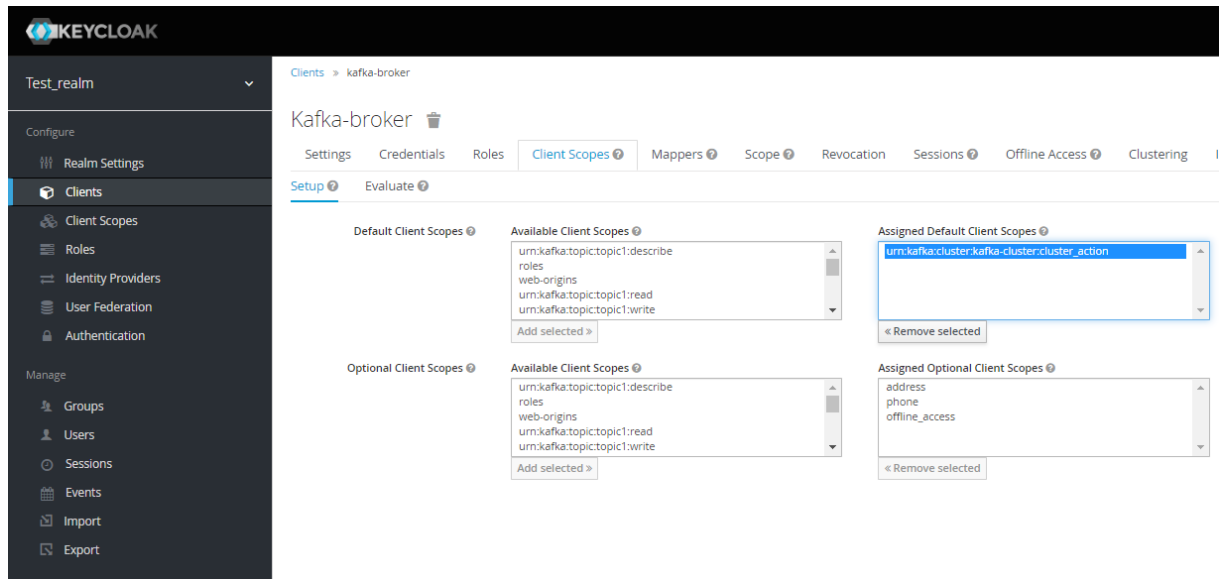 KEYCLOAK
Test_realm
Configure
Realm Settings
Clients
Client Scopes
Roles
Identity Providers
User Federation
Authentication
Manage
Groups
Users
Sessions
Events
Import
Export
Clients » kafka-broker
Kafka-broker
Settings Credentials Roles Client Scopes Mappers Scope Revocation Sessions Offline Access Clustering
Setup Evaluate
Default Client Scopes Available Client Scopes Assigned Default Client Scopes
urn:kafka:topic:topic1:describe urn:kafka:cluster:kafka-cluster:cluster_action
roles
web-origins
urn:kafka:topic:topic1:read
urn:kafka:topic:topic1:write
Add selected » « Remove selected
Optional Client Scopes Available Client Scopes Assigned Optional Client Scopes
urn:kafka:topic:topic1:describe address
roles phone
web-origins offline_access
urn:kafka:topic:topic1:read
urn:kafka:topic:topic1:write
Add selected » « Remove selected